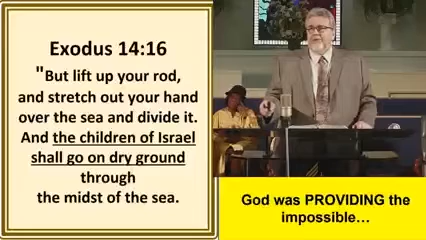 Exodus 14:16
"But lift up your rod,
and stretch out your hand
over the sea and divide it.
And the children of Israel
shall go on dry ground
through
the midst of the sea.
God was PROVIDING the
impossible…